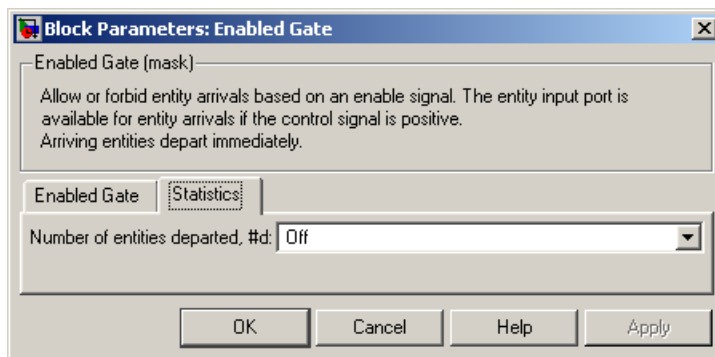 Block Parameters: Enabled Gate
Enabled Gate (mask)
Allow or forbid entity arrivals based on an enable signal. The entity input port is
available for entity arrivals if the control signal is positive.
Arriving entities depart immediately.
Enabled Gate Statistics
Number of entities departed, #d: Off
OK Cancel Help Apply